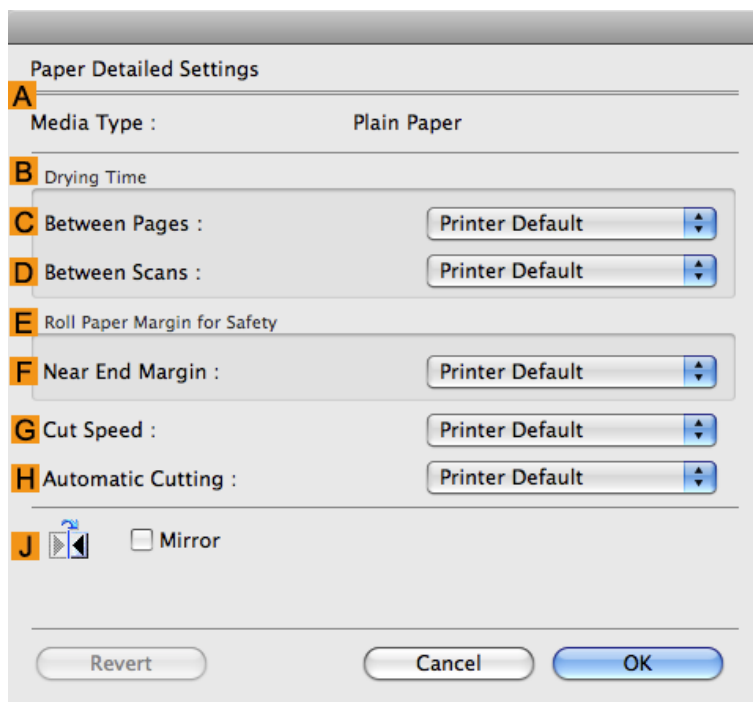 Paper Detailed Settings
A
Media Type : Plain Paper
B Drying Time
C Between Pages : Printer Default
D Between Scans : Printer Default
E Roll Paper Margin for Safety
F Near End Margin : Printer Default
G Cut Speed : Printer Default
H Automatic Cutting : Printer Default
J Mirror
Revert Cancel OK